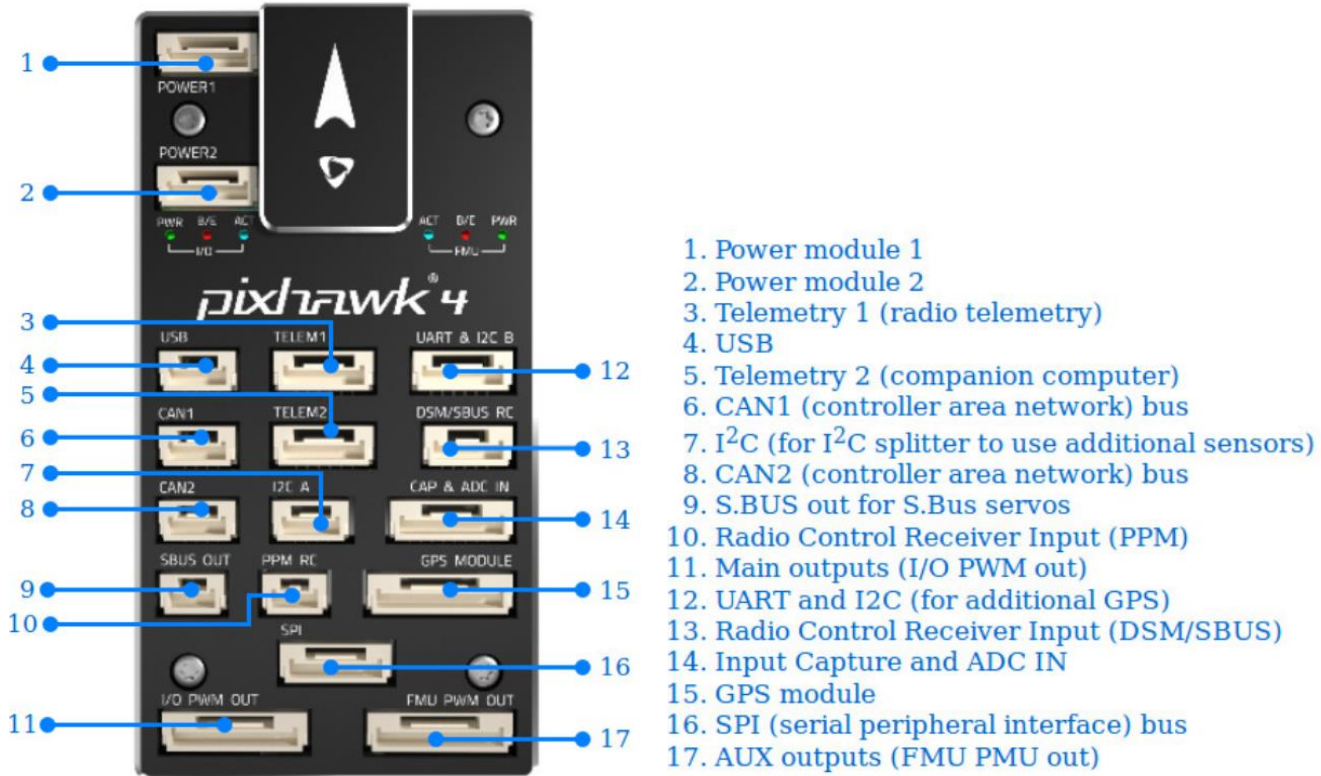 1
POWER1
POWER2
2
PWR B/E ACT
I/O
ACT B/E PWR
FMU
pixhawk®4
3
USB
TELEM1
UART & I2C B
4
12
5
CAN1
TELEM2
DSM/SBUS RC
6
13
7
CAN2
I2C A
CAP & ADC IN
8
14
SBUS OUT
PPM RC
GPS MODULE
9
15
10
SPI
16
I/O PWM OUT
FMU PWM OUT
11
17
1. Power module 1
2. Power module 2
3. Telemetry 1 (radio telemetry)
4. USB
5. Telemetry 2 (companion computer)
6. CAN1 (controller area network) bus
7. I²C (for I²C splitter to use additional sensors)
8. CAN2 (controller area network) bus
9. S.BUS out for S.Bus servos
10. Radio Control Receiver Input (PPM)
11. Main outputs (I/O PWM out)
12. UART and I2C (for additional GPS)
13. Radio Control Receiver Input (DSM/SBUS)
14. Input Capture and ADC IN
15. GPS module
16. SPI (serial peripheral interface) bus
17. AUX outputs (FMU PMU out)